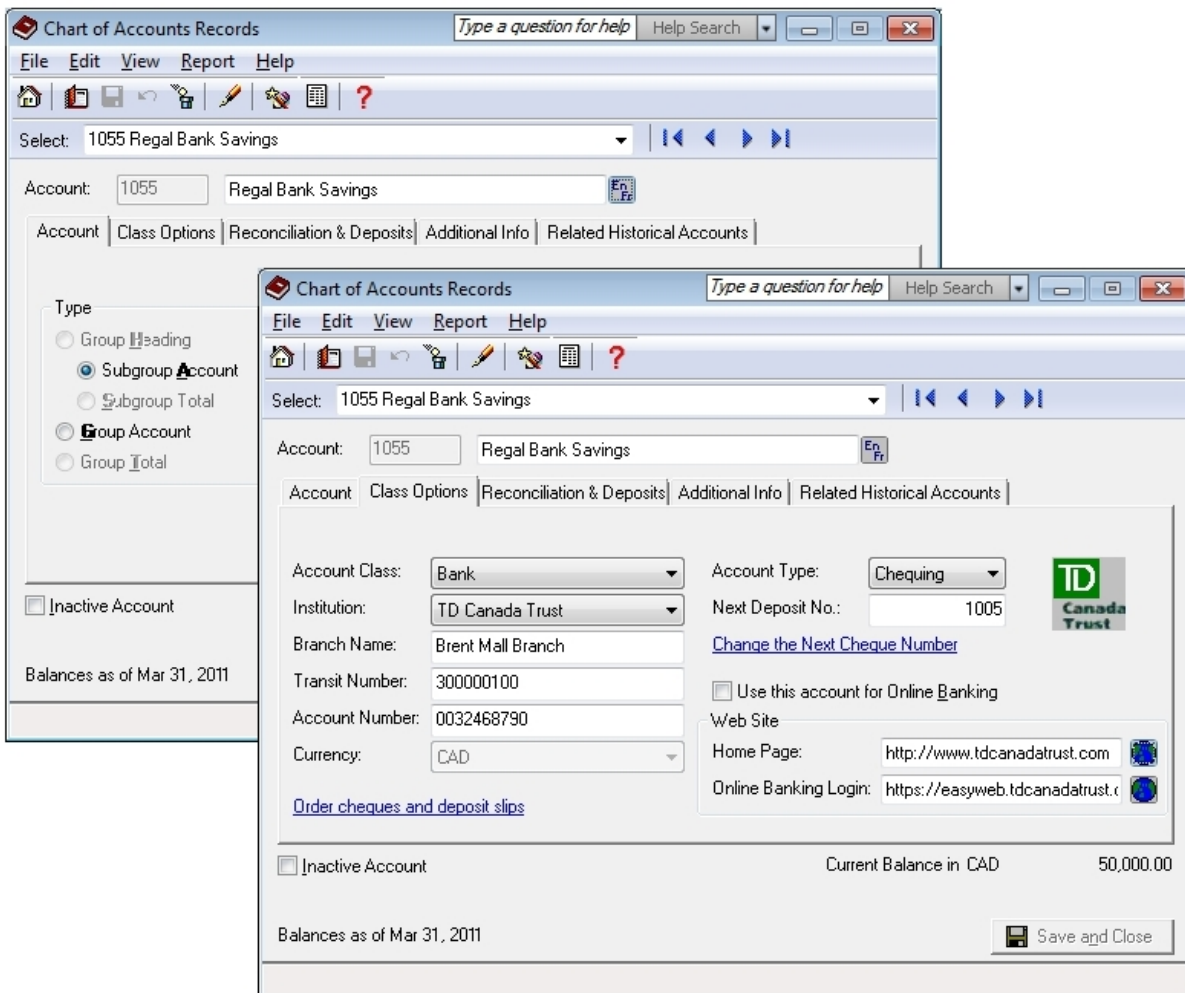 Chart of Accounts Records Type a question for help Help Search
File Edit View Report Help
Select: 1055 Regal Bank Savings
Account: 1055 Regal Bank Savings En Fr
Account Class Options Reconciliation & Deposits Additional Info Related Historical Accounts
Type
Group Heading
Subgroup Account
Subgroup Total
Group Account
Group Total
Inactive Account
Balances as of Mar 31, 2011
Chart of Accounts Records Type a question for help Help Search
File Edit View Report Help
Select: 1055 Regal Bank Savings
Account: 1055 Regal Bank Savings En Fr
Account Class Options Reconciliation & Deposits Additional Info Related Historical Accounts
Account Class: Bank Account Type: Chequing
Institution: TD Canada Trust Next Deposit No.: 1005
TD
Canada
Trust
Branch Name: Brent Mall Branch Change the Next Cheque Number
Transit Number: 300000100 Use this account for Online Banking
Account Number: 0032468790 Web Site
Currency: CAD Home Page: http://www.tdcanadatrust.com
Online Banking Login: https://easyweb.tdcanadatrust.c
Order cheques and deposit slips
Inactive Account Current Balance in CAD 50,000.00
Balances as of Mar 31, 2011 Save and Close